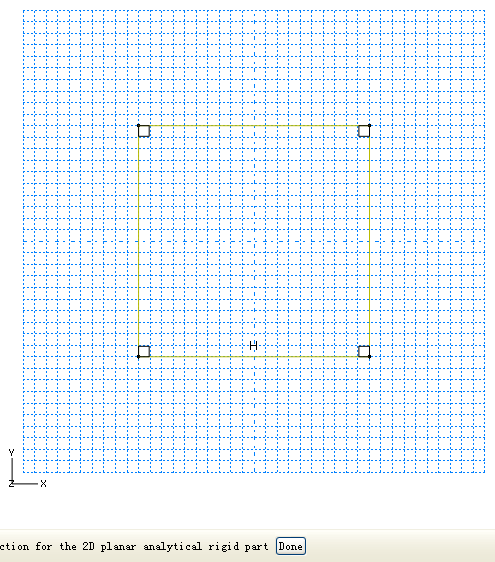 H
Y
Z X
ction for the 2D planar analytical rigid part Done